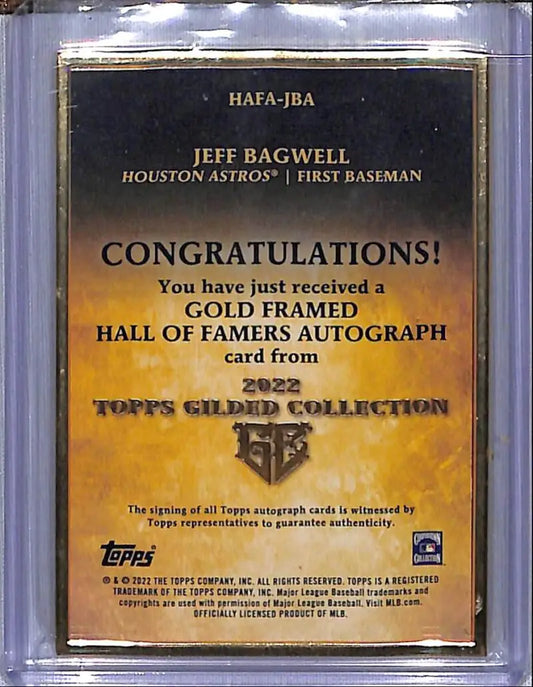 HAFA-JBA
JEFF BAGWELL
HOUSTON ASTROS® | FIRST BASEMAN
CONGRATULATIONS!
You have just received a
GOLD FRAMED
HALL OF FAMERS AUTOGRAPH
card from
2022
TOPPS GILDED COLLECTION
GC
The signing of all Topps autograph cards is witnessed by
Topps representatives to guarantee authenticity.
topps®
COOPERSTOWN
COLLECTION
® & © 2022 THE TOPPS COMPANY, INC. ALL RIGHTS RESERVED. TOPPS IS A REGISTERED
TRADEMARK OF THE TOPPS COMPANY, INC. Major League Baseball trademarks and
copyrights are used with permission of Major League Baseball. Visit MLB.com.
OFFICIALLY LICENSED PRODUCT OF MLB.